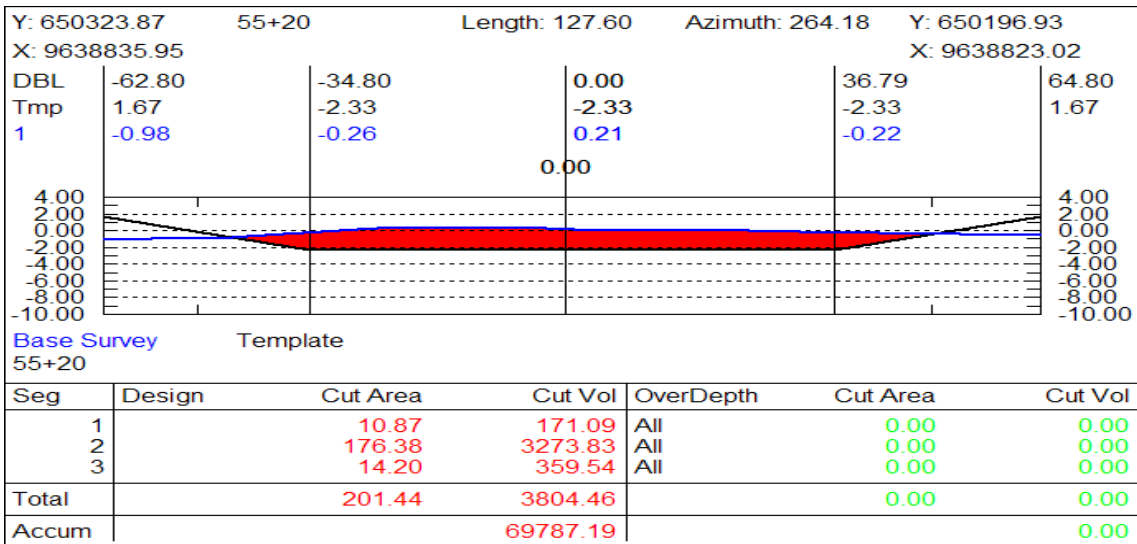 Y: 650323.87 55+20 Length: 127.60 Azimuth: 264.18 Y: 650196.93
X: 9638835.95 X: 9638823.02
DBL -62.80 -34.80 0.00 36.79 64.80
Tmp 1.67 -2.33 -2.33 -2.33 1.67
1 -0.98 -0.26 0.21 -0.22
0.00
4.00 4.00
2.00 2.00
0.00 0.00
-2.00 -2.00
-4.00 -4.00
-6.00 -6.00
-8.00 -8.00
-10.00 -10.00
Base Survey Template
55+20
Seg Design Cut Area Cut Vol OverDepth Cut Area Cut Vol
1 10.87 171.09 All 0.00 0.00
2 176.38 3273.83 All 0.00 0.00
3 14.20 359.54 All 0.00 0.00
Total 201.44 3804.46 0.00 0.00
Accum 69787.19 0.00